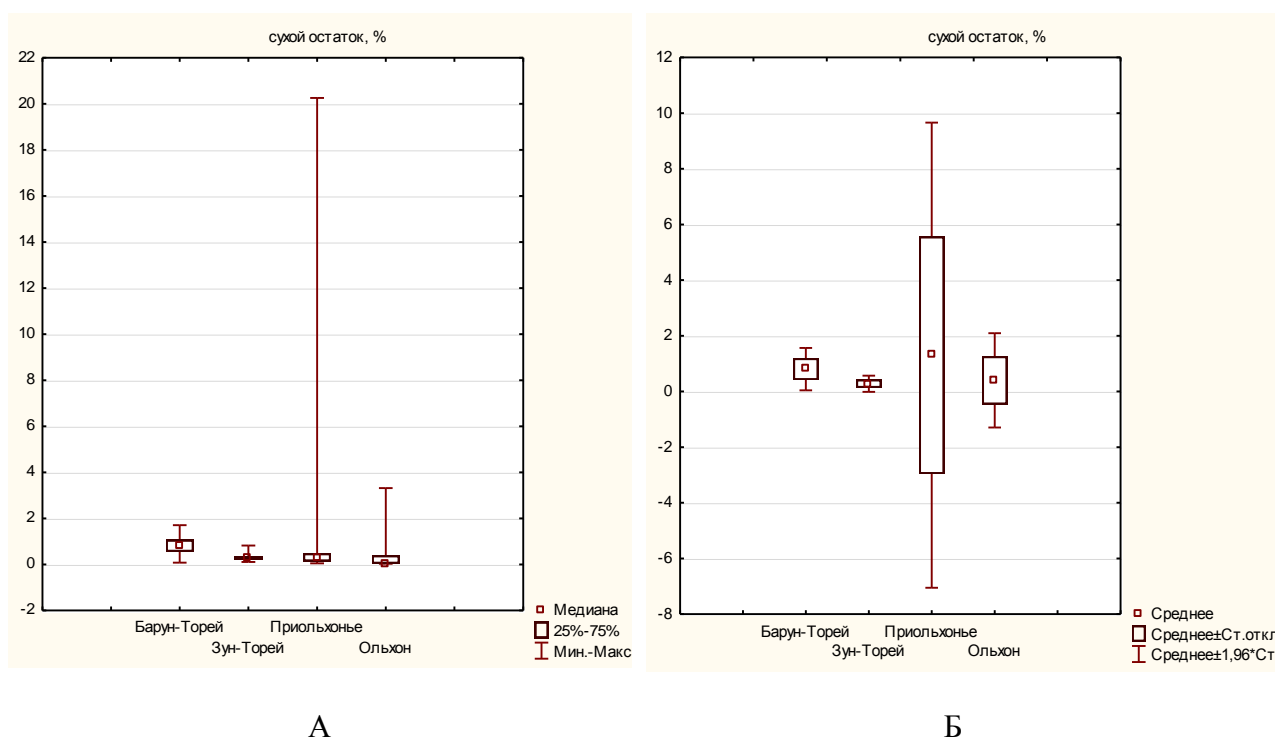 сухой остаток, %
22
20
18
16
14
12
10
8
6
4
2
0
-2
Барун-Торей
Зун-Торей
Приольхонье
Ольхон
Медиана
25%-75%
Мин.-Макс
А
сухой остаток, %
12
10
8
6
4
2
0
-2
-4
-6
-8
Барун-Торей
Зун-Торей
Приольхонье
Ольхон
Среднее
Среднее±Ст.откл
Среднее±1,96*Ст
Б